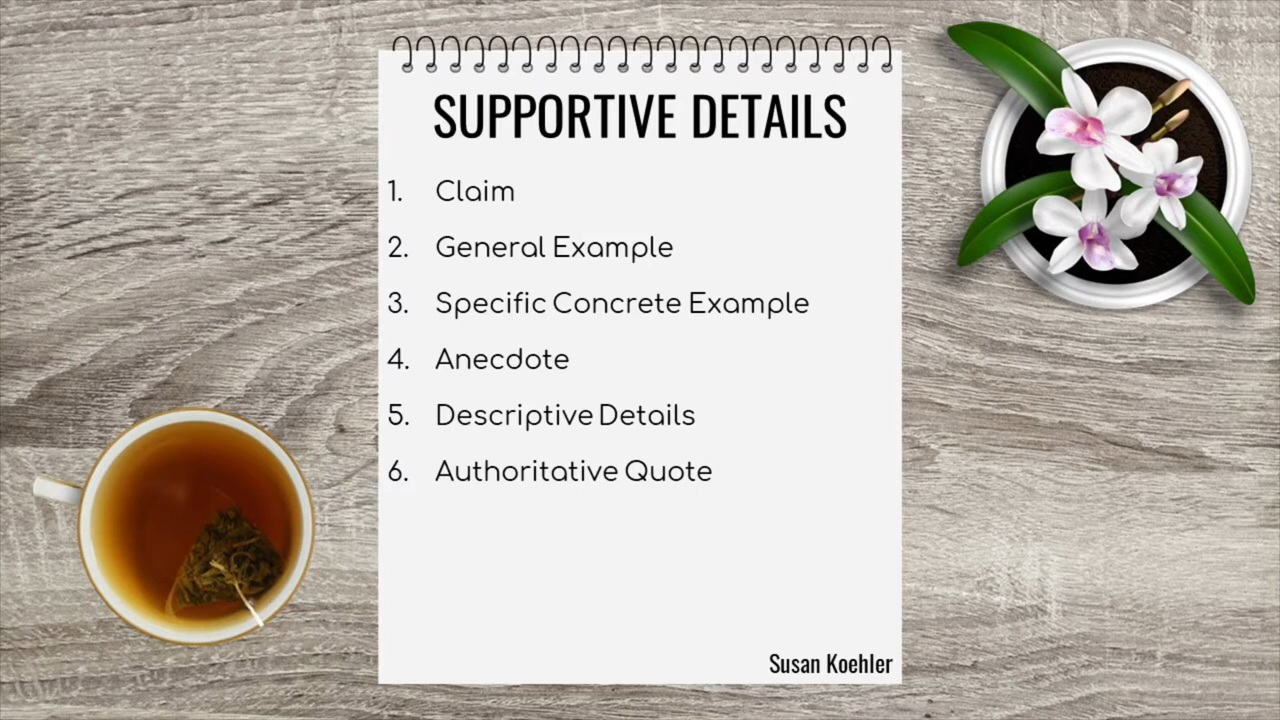 SUPPORTIVE DETAILS
1. Claim
2. General Example
3. Specific Concrete Example
4. Anecdote
5. Descriptive Details
6. Authoritative Quote
Susan Koehler